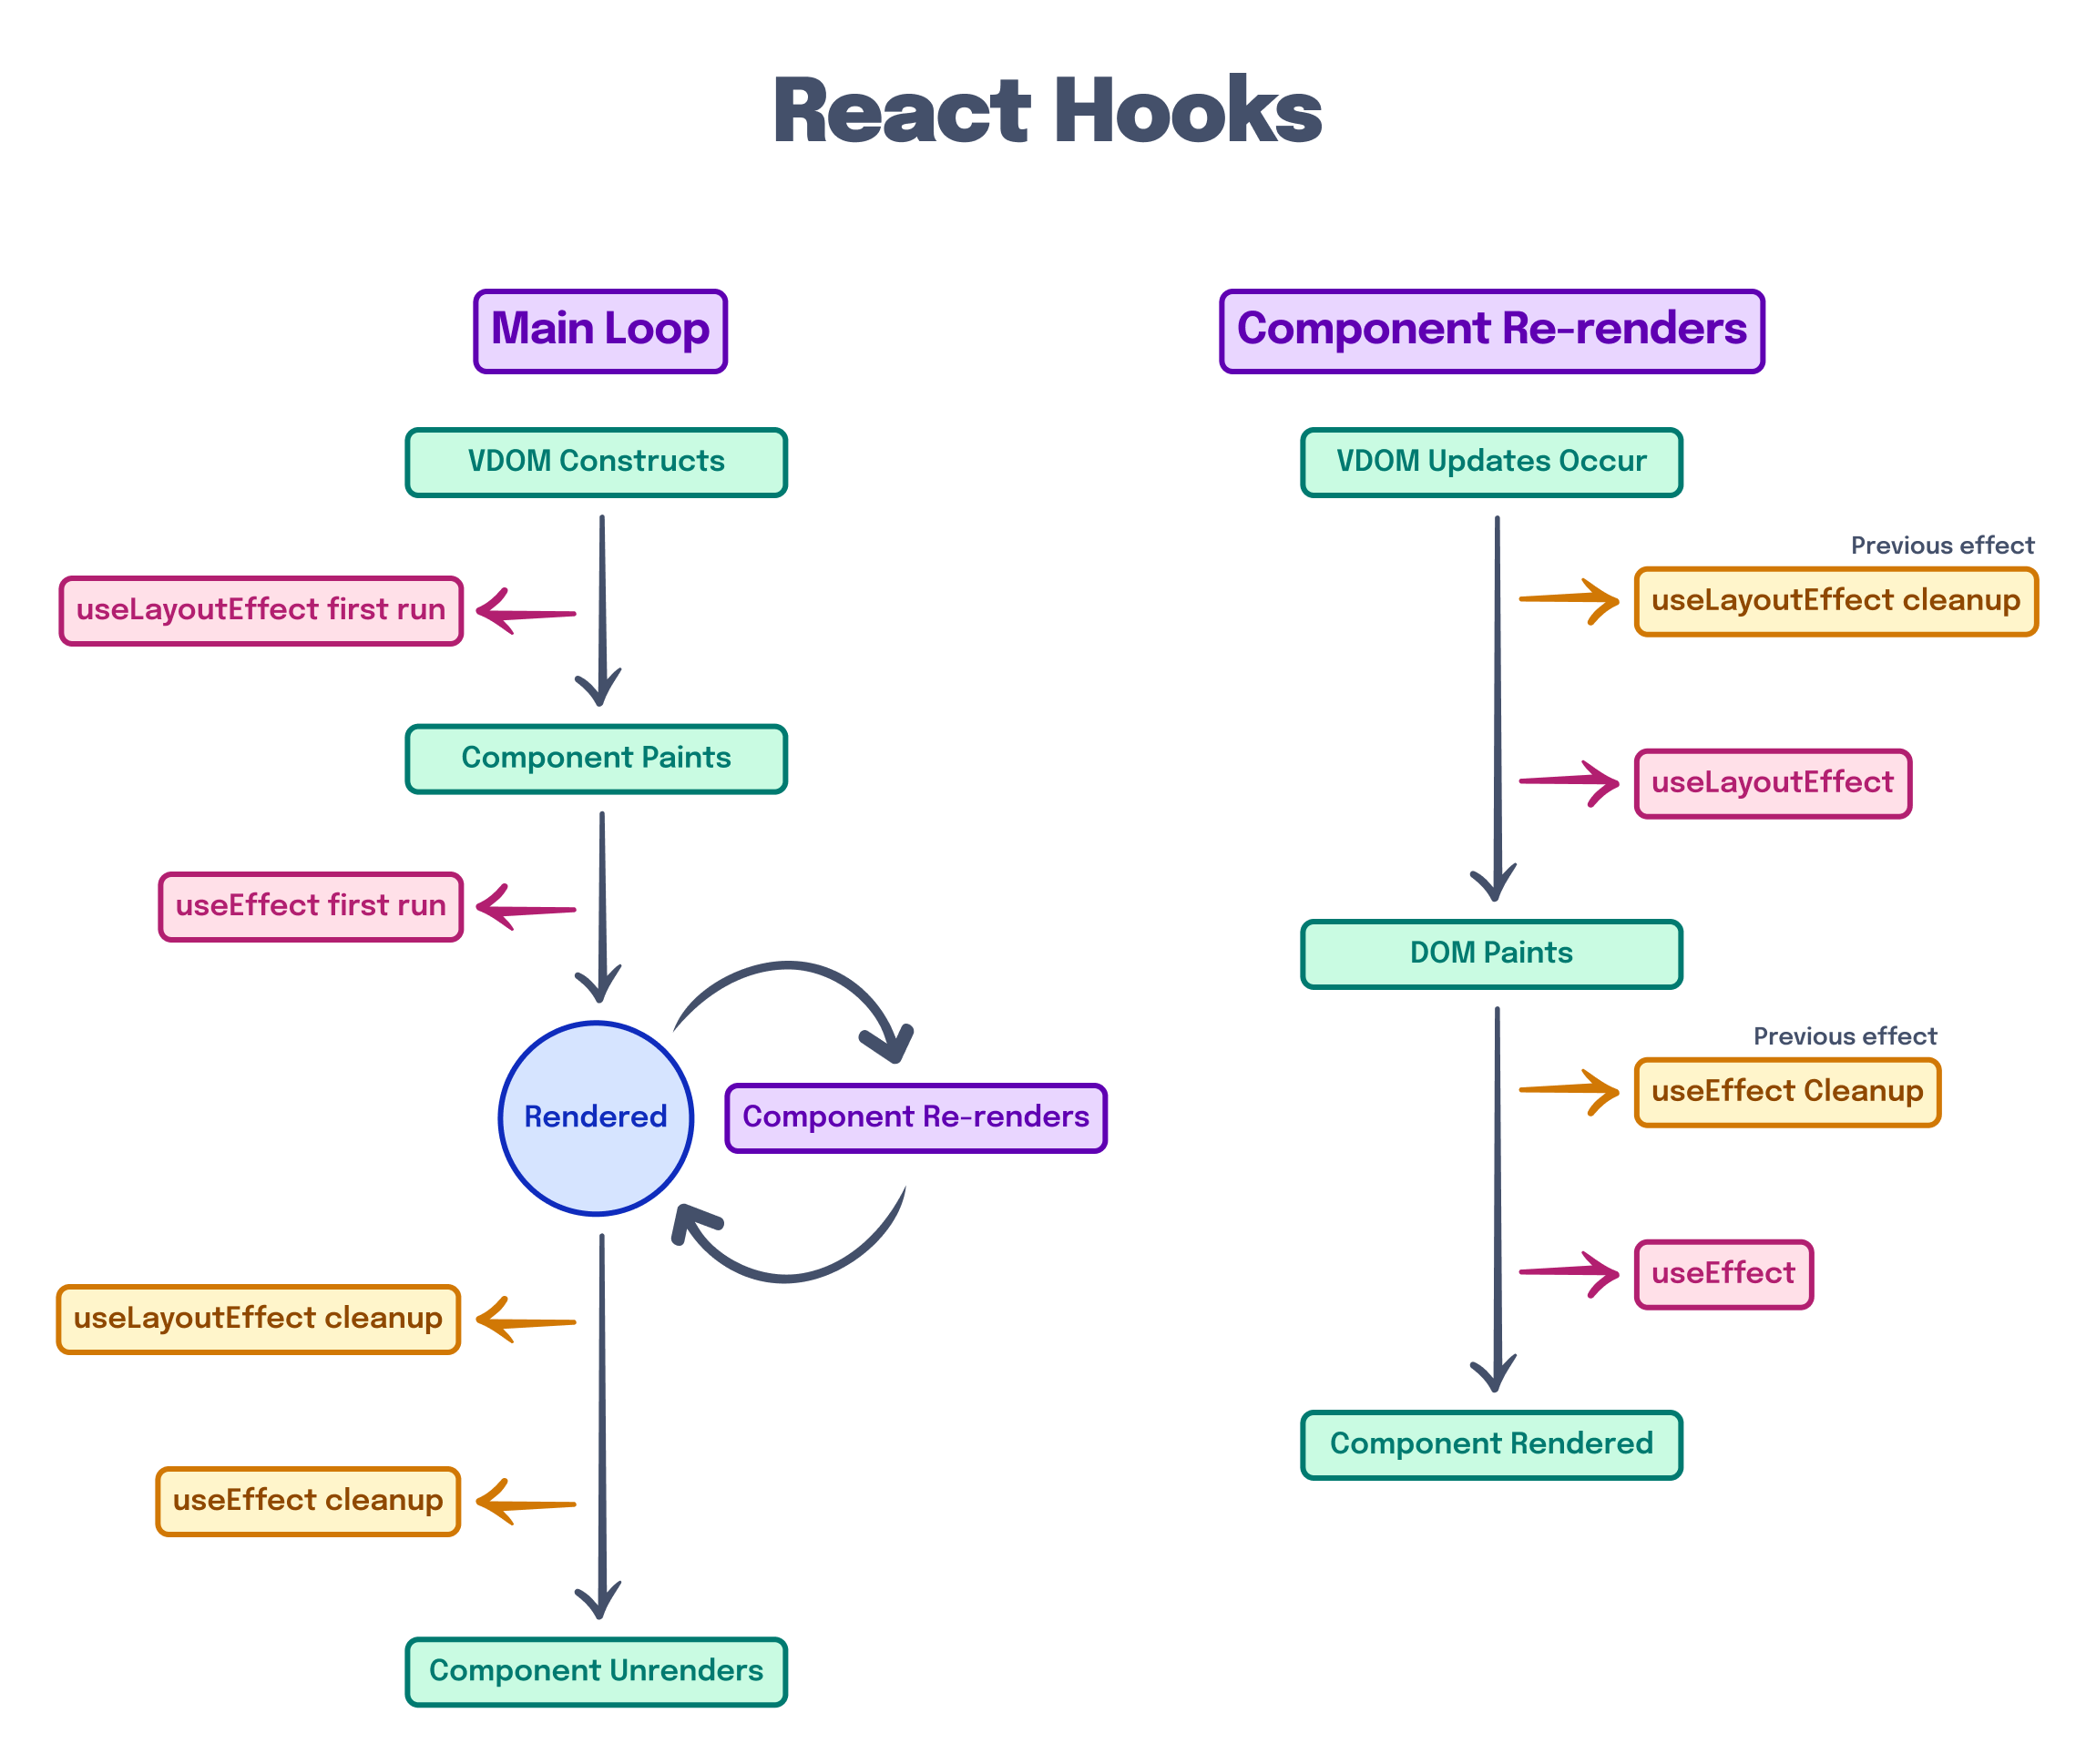 React Hooks
Main Loop
VDOM Constructs
useLayoutEffect first run
Component Paints
useEffect first run
Rendered
Component Re-renders
useLayoutEffect cleanup
useEffect cleanup
Component Unrenders
Component Re-renders
VDOM Updates Occur
Previous effect
useLayoutEffect cleanup
useLayoutEffect
DOM Paints
Previous effect
useEffect Cleanup
useEffect
Component Rendered